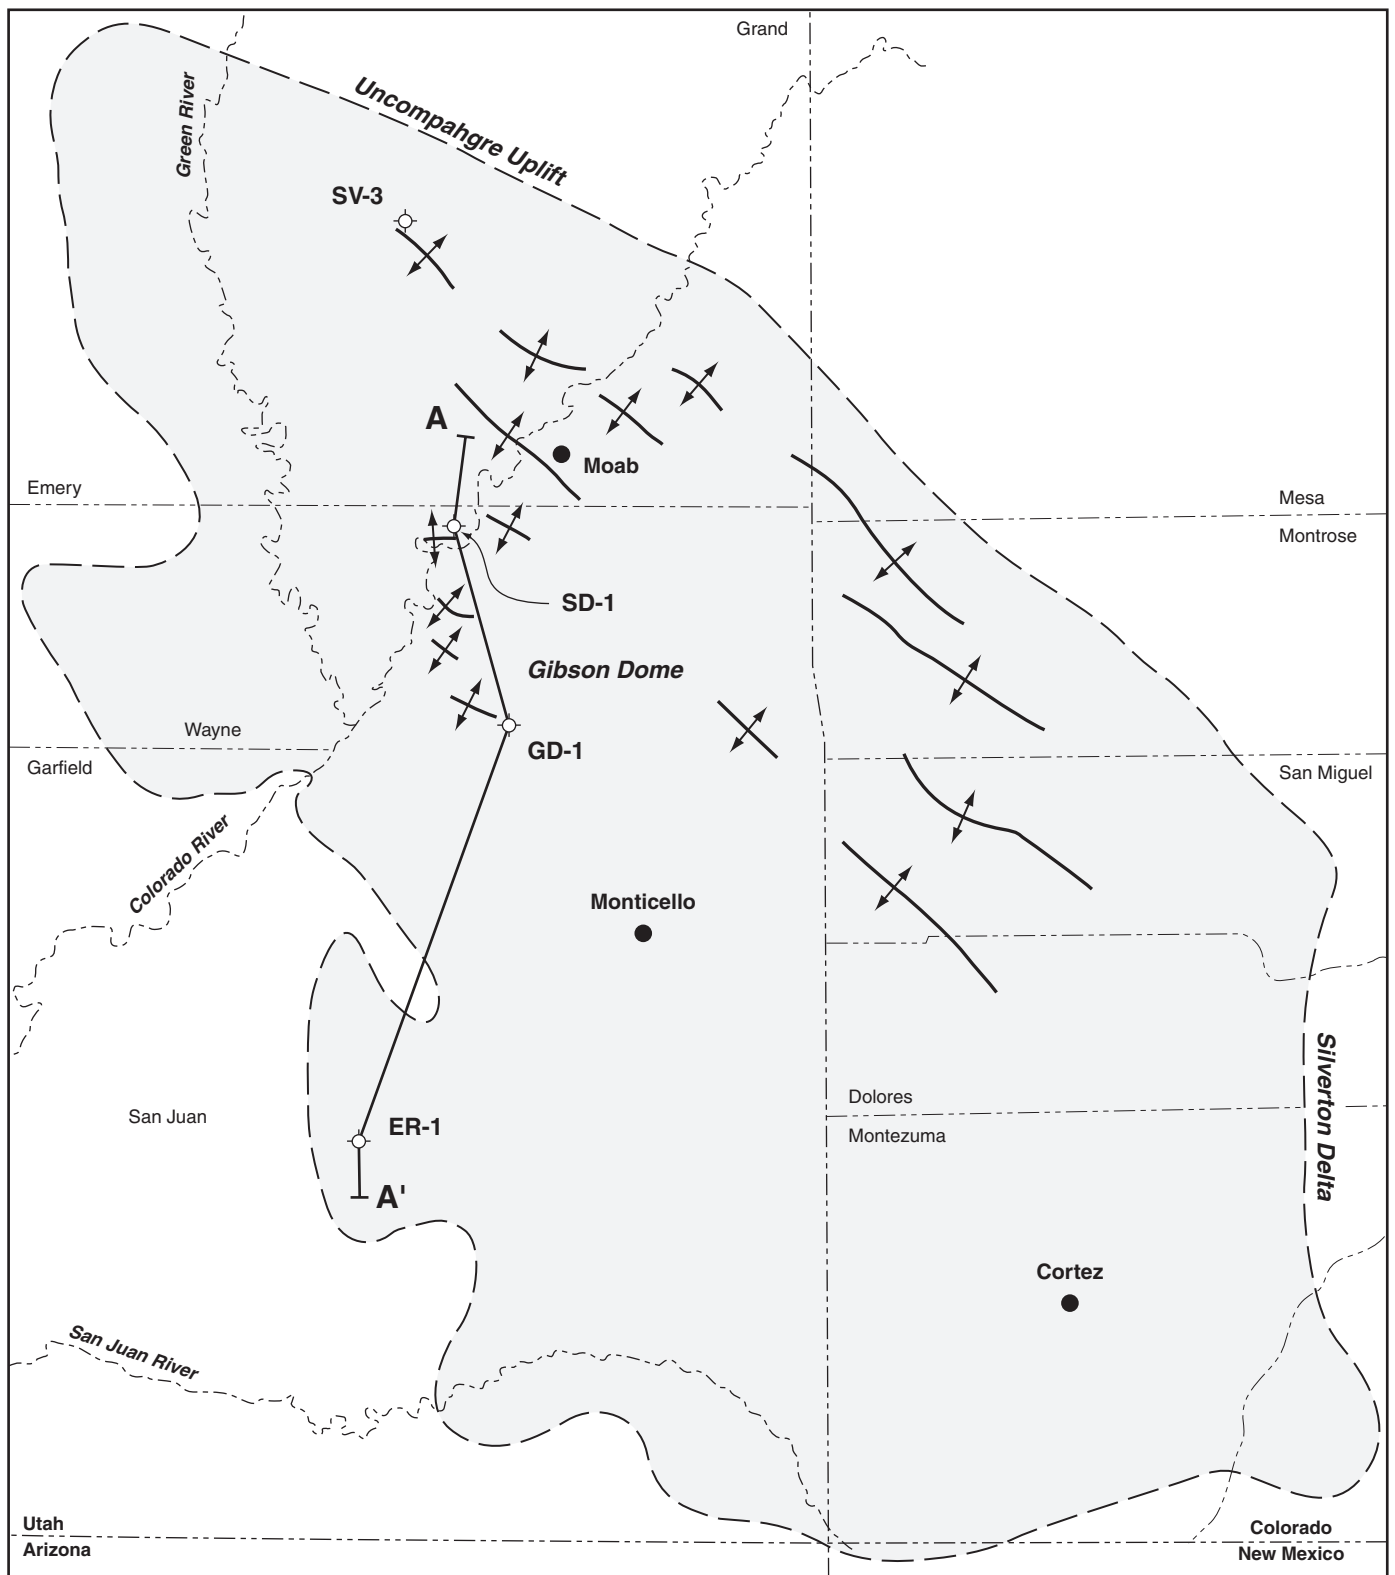 Grand
Green River
Uncompahgre Uplift
SV-3
A
Moab
Emery
Mesa
Montrose
SD-1
Gibson Dome
Wayne
Garfield
GD-1
San Miguel
Colorado River
Monticello
Silverton Delta
San Juan
Dolores
Montezuma
ER-1
A'
Cortez
San Juan River
Utah
Arizona
Colorado
New Mexico